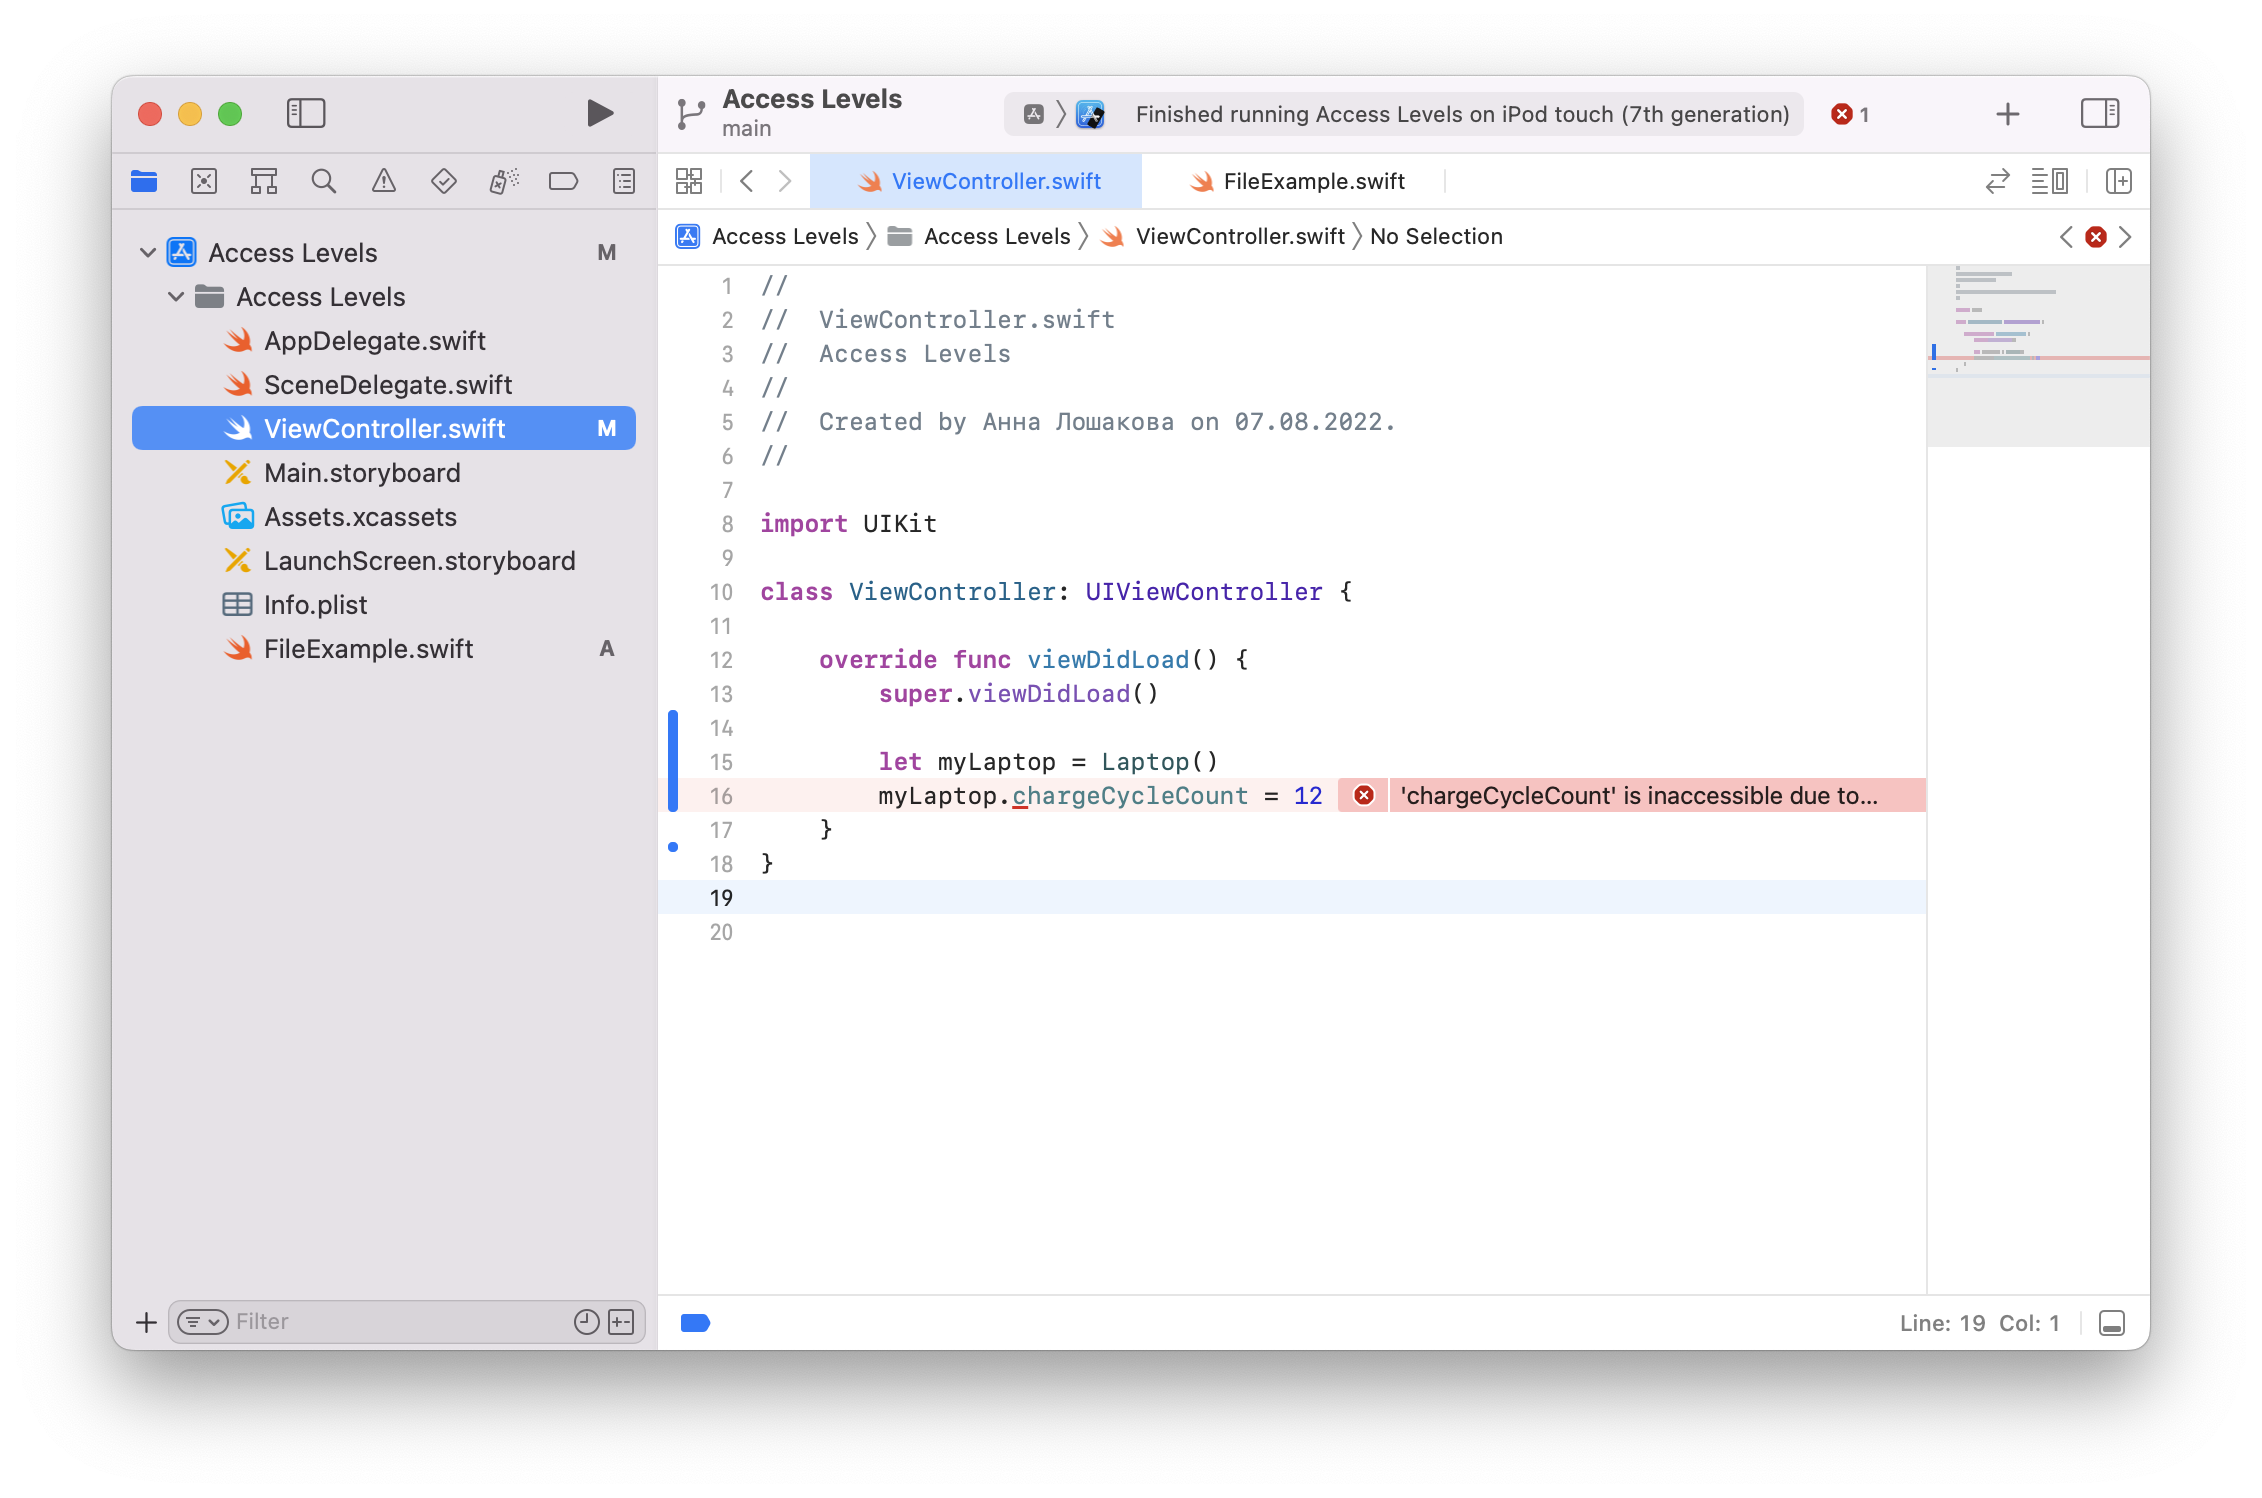 Access Levels
main
Finished running Access Levels on iPod touch (7th generation)
1
ViewController.swift
FileExample.swift
Access Levels
Access Levels
ViewController.swift
No Selection
Access Levels M
Access Levels
AppDelegate.swift
SceneDelegate.swift
ViewController.swift M
Main.storyboard
Assets.xcassets
LaunchScreen.storyboard
Info.plist
FileExample.swift A
1 //
2 //  ViewController.swift
3 //  Access Levels
4 //
5 //  Created by Анна Лошакова on 07.08.2022.
6 //
7
8 import UIKit
9
10 class ViewController: UIViewController {
11
12     override func viewDidLoad() {
13         super.viewDidLoad()
14
15         let myLaptop = Laptop()
16         myLaptop.chargeCycleCount = 12 'chargeCycleCount' is inaccessible due to...
17     }
18 }
19
20
Filter
Line: 19 Col: 1